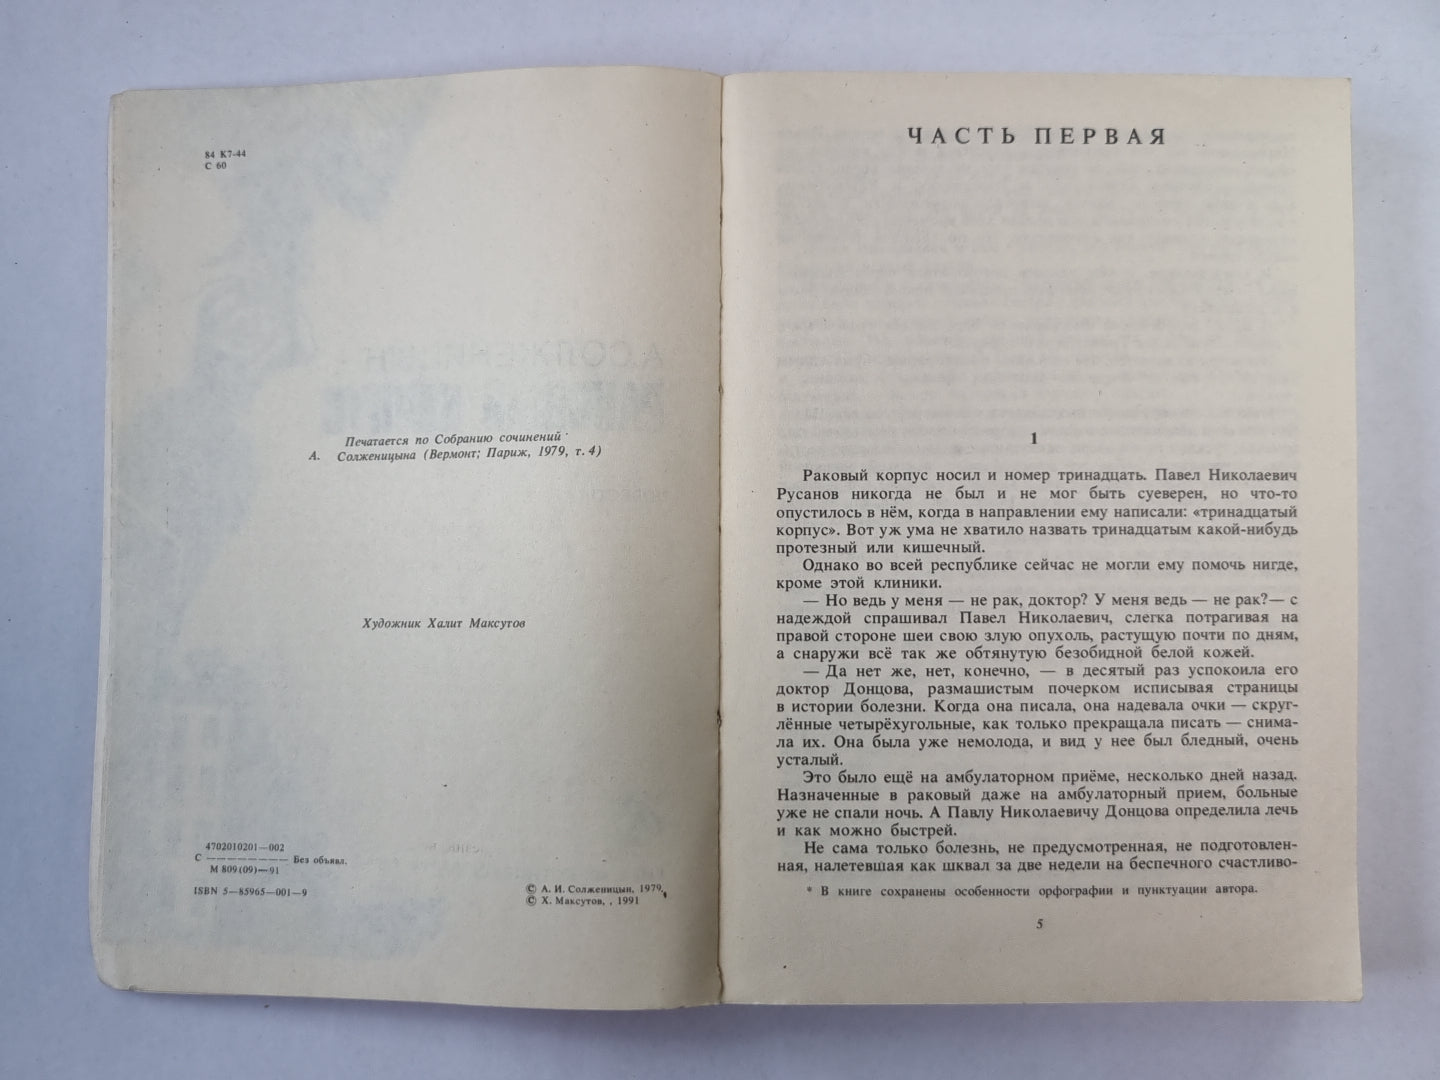 84 К7-44
С 60
Печатается по Собранию сочинений
А. Солженицына (Вермонт; Париж, 1979, т. 4)
Художник Халит Максутов
4702010201—002
С ———————— Без объявл.
М 809(09)—91
ISBN 5—85965—001—9
© А. И. Солженицын, 1979,
© Х. Максутов, , 1991
ЧАСТЬ ПЕРВАЯ
1
Раковый корпус носил и номер тринадцать. Павел Николаевич
Русанов никогда не был и не мог быть суеверен, но что-то
опустилось в нём, когда в направлении ему написали: «тринадцатый
корпус». Вот уж ума не хватило назвать тринадцатым какой-нибудь
протезный или кишечный.
Однако во всей республике сейчас не могли ему помочь нигде,
кроме этой клиники.
— Но ведь у меня — не рак, доктор? У меня ведь — не рак?— с
надеждой спрашивал Павел Николаевич, слегка потрагивая на
правой стороне шеи свою злую опухоль, растущую почти по дням,
а снаружи всё так же обтянутую безобидной белой кожей.
— Да нет же, нет, конечно, — в десятый раз успокоила его
доктор Донцова, размашистым почерком исписывая страницы
в истории болезни. Когда она писала, она надевала очки — скруг-
лённые четырёхугольные, как только прекращала писать — снима-
ла их. Она была уже немолода, и вид у нее был бледный, очень
усталый.
Это было ещё на амбулаторном приёме, несколько дней назад.
Назначенные в раковый даже на амбулаторный прием, больные
уже не спали ночь. А Павлу Николаевичу Донцова определила лечь
и как можно быстрей.
Не сама только болезнь, не предусмотренная, не подготовлен-
ная, налетевшая как шквал за две недели на беспечного счастливо-
* В книге сохранены особенности орфографии и пунктуации автора.
5